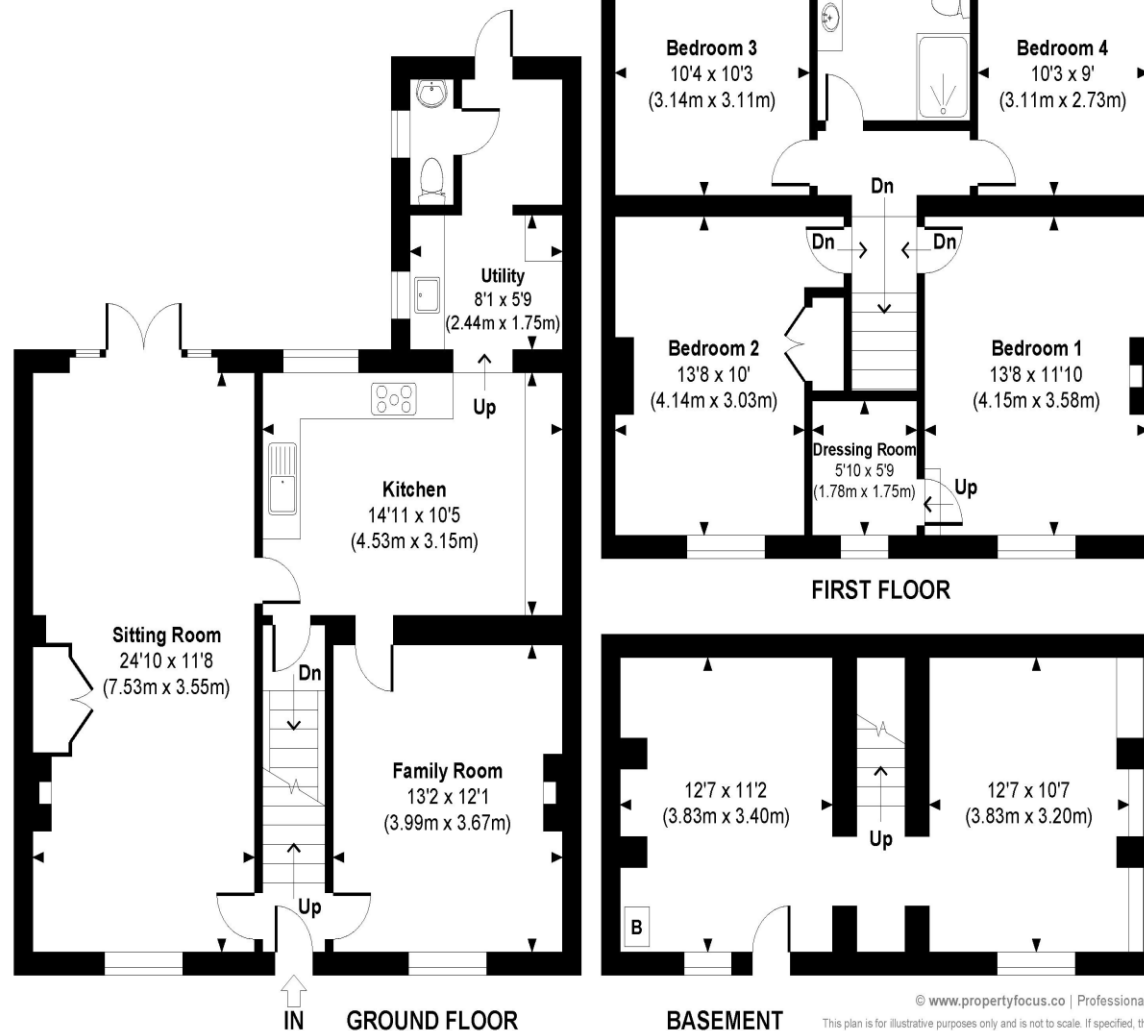 Bedroom 3
10'4 x 10'3
(3.14m x 3.11m)
Bedroom 4
10'3 x 9'
(3.11m x 2.73m)
Dn
Dn
Dn
Utility
8'1 x 5'9
(2.44m x 1.75m)
Bedroom 2
13'8 x 10'
(4.14m x 3.03m)
Bedroom 1
13'8 x 11'10
(4.15m x 3.58m)
Up
Dressing Room
5'10 x 5'9
(1.78m x 1.75m)
Up
Kitchen
14'11 x 10'5
(4.53m x 3.15m)
FIRST FLOOR
Sitting Room
24'10 x 11'8
(7.53m x 3.55m)
Dn
Family Room
13'2 x 12'1
(3.99m x 3.67m)
Up
12'7 x 11'2
(3.83m x 3.40m)
12'7 x 10'7
(3.83m x 3.20m)
Up
B
IN
GROUND FLOOR
BASEMENT
© www.propertyfocus.co | Professiona
This plan is for illustrative purposes only and is not to scale. If specified, th